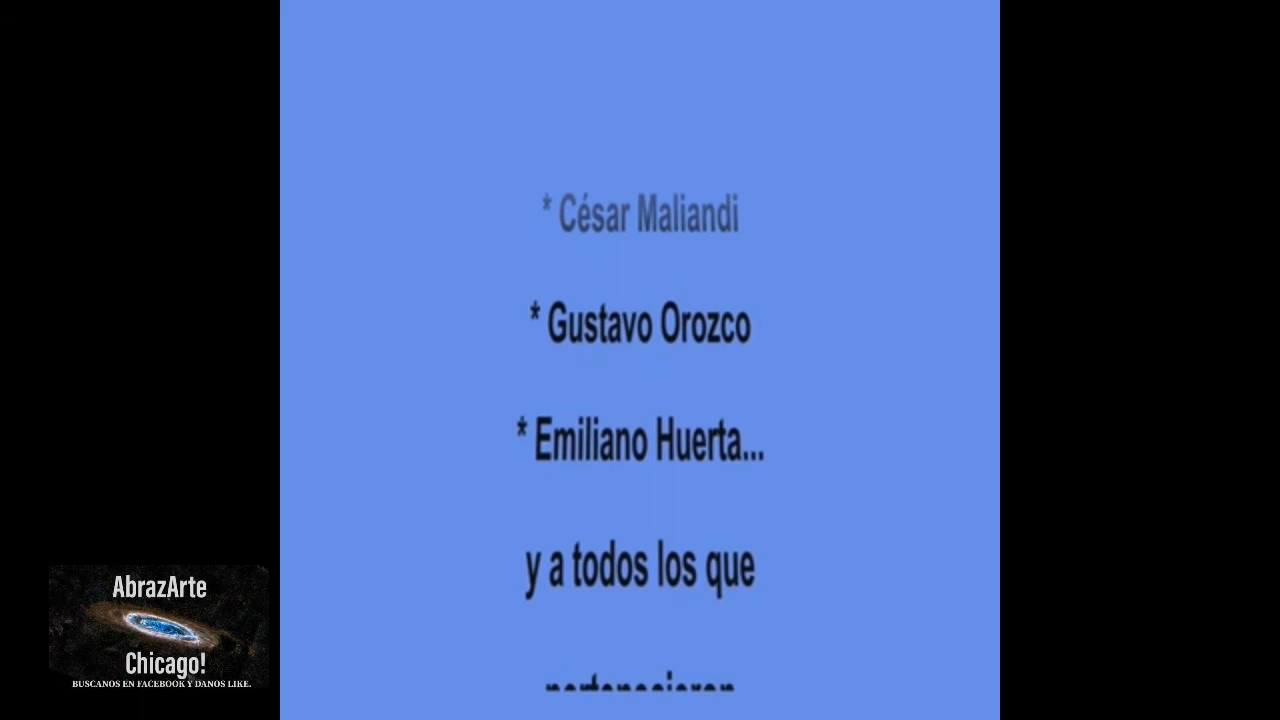 * César Maliandi
* Gustavo Orozco
* Emiliano Huerta...
y a todos los que
AbrazArte
Chicago!
BUSCANOS EN FACEBOOK Y DANOS LIKE.